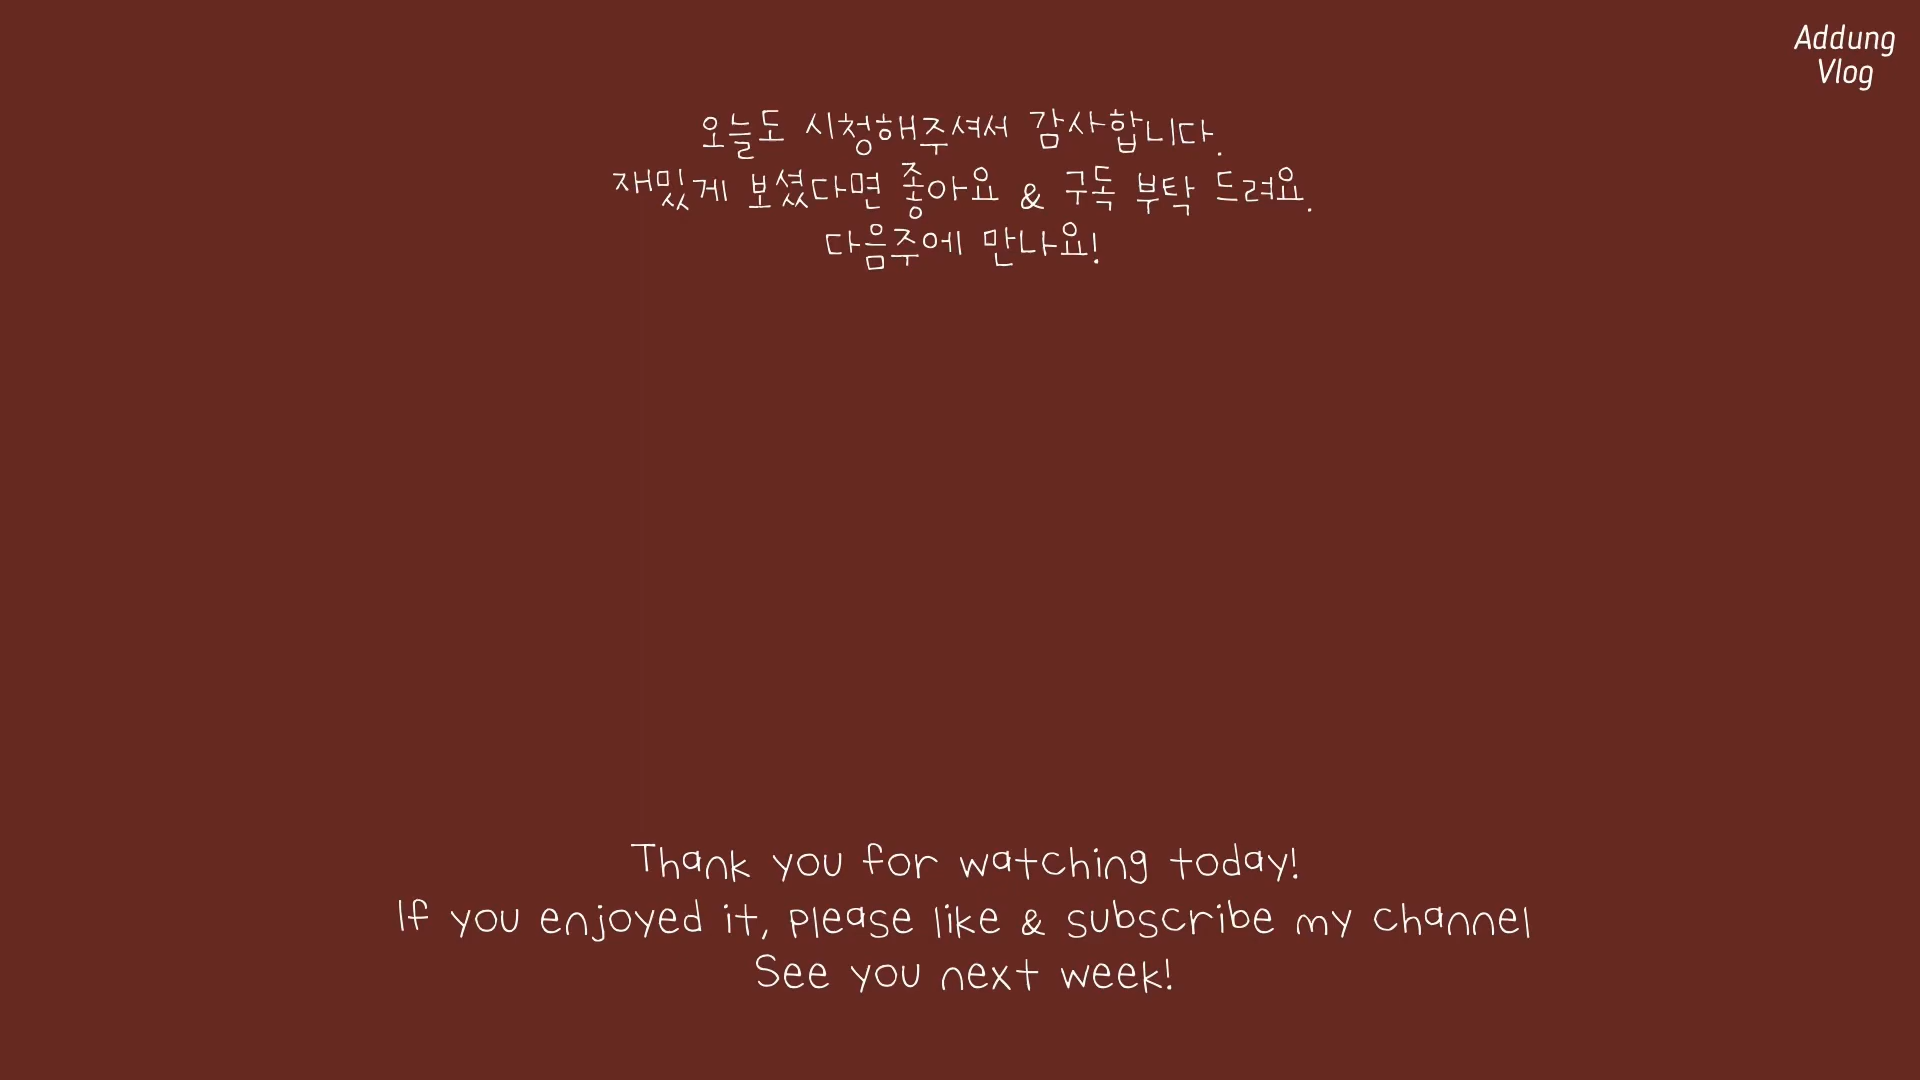 Addung
Vlog
오늘도 시청해주셔서 감사합니다.
재밌게 보셨다면 좋아요 & 구독 부탁 드려요.
다음주에 만나요!
Thank you for watching today!
If you enjoyed it, please like & subscribe my channel
See you next week!